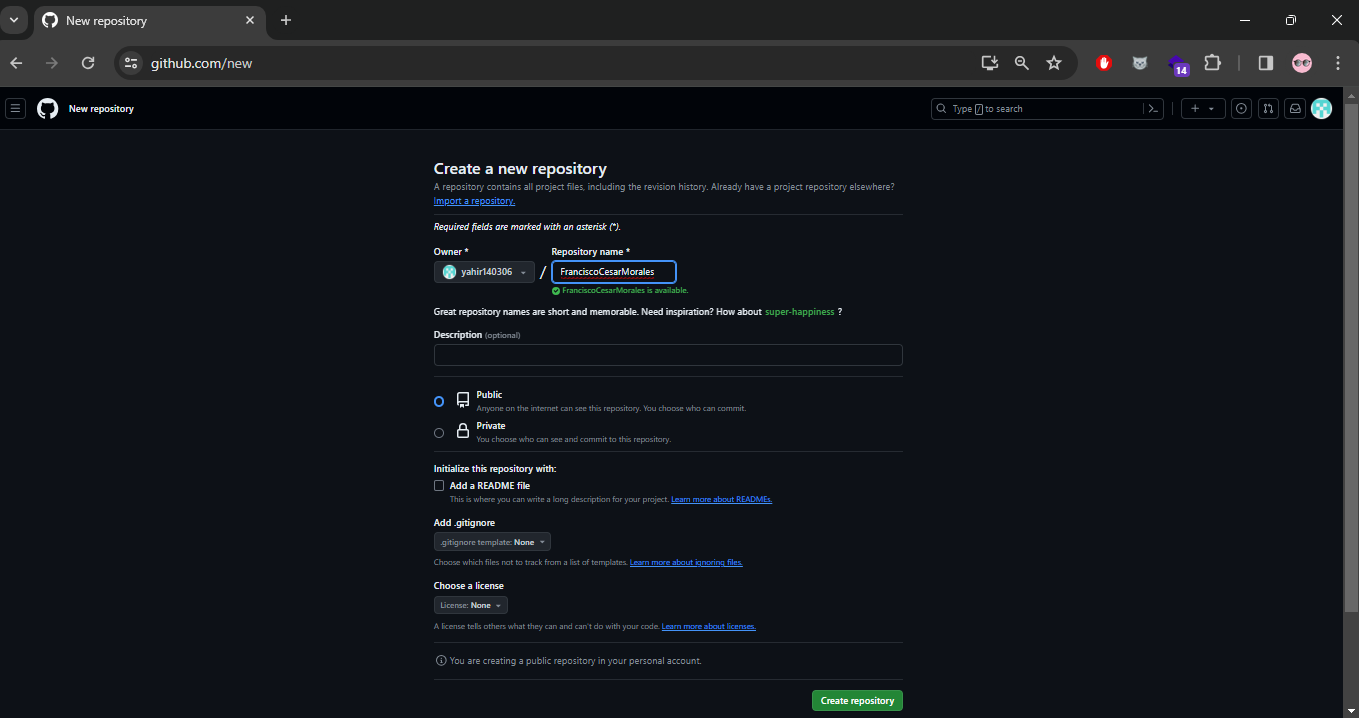 New repository
github.com/new
14
New repository
Type / to search
Create a new repository
A repository contains all project files, including the revision history. Already have a project repository elsewhere?
Import a repository.
Required fields are marked with an asterisk (*).
Owner * Repository name *
yahir140306 / FranciscoCesarMorales
FranciscoCesarMorales is available.
Great repository names are short and memorable. Need inspiration? How about super-happiness ?
Description (optional)
Public
Anyone on the internet can see this repository. You choose who can commit.
Private
You choose who can see and commit to this repository.
Initialize this repository with:
Add a README file
This is where you can write a long description for your project. Learn more about READMEs.
Add .gitignore
.gitignore template: None
Choose which files not to track from a list of templates. Learn more about ignoring files.
Choose a license
License: None
A license tells others what they can and can't do with your code. Learn more about licenses.
You are creating a public repository in your personal account.
Create repository